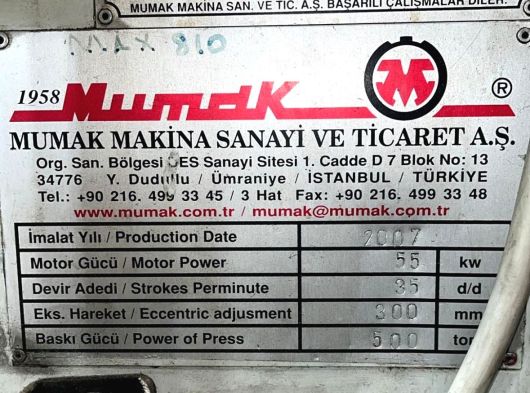 MUMAK MAKİNA SAN. VE TİC. A.Ş. BAŞARILI ÇALIŞMALAR DİLER.
MAX 810
1958 Mumak M ®
MUMAK MAKİNA SANAYİ VE TİCARET A.Ş.
Org. San. Bölgesi DES Sanayi Sitesi 1. Cadde D 7 Blok No: 13
34776 Y. Dudullu / Ümraniye / İSTANBUL / TÜRKİYE
Tel.: +90 216. 499 33 45 / 3 Hat Fax: +90 216. 499 33 48
www.mumak.com.tr / mumak@mumak.com.tr
İmalat Yılı / Production Date 2007
Motor Gücü / Motor Power 55 kw
Devir Adedi / Strokes Perminute 35 d/d
Eks. Hareket / Eccentric adjusment 300 mm
Baskı Gücü / Power of Press 500 ton